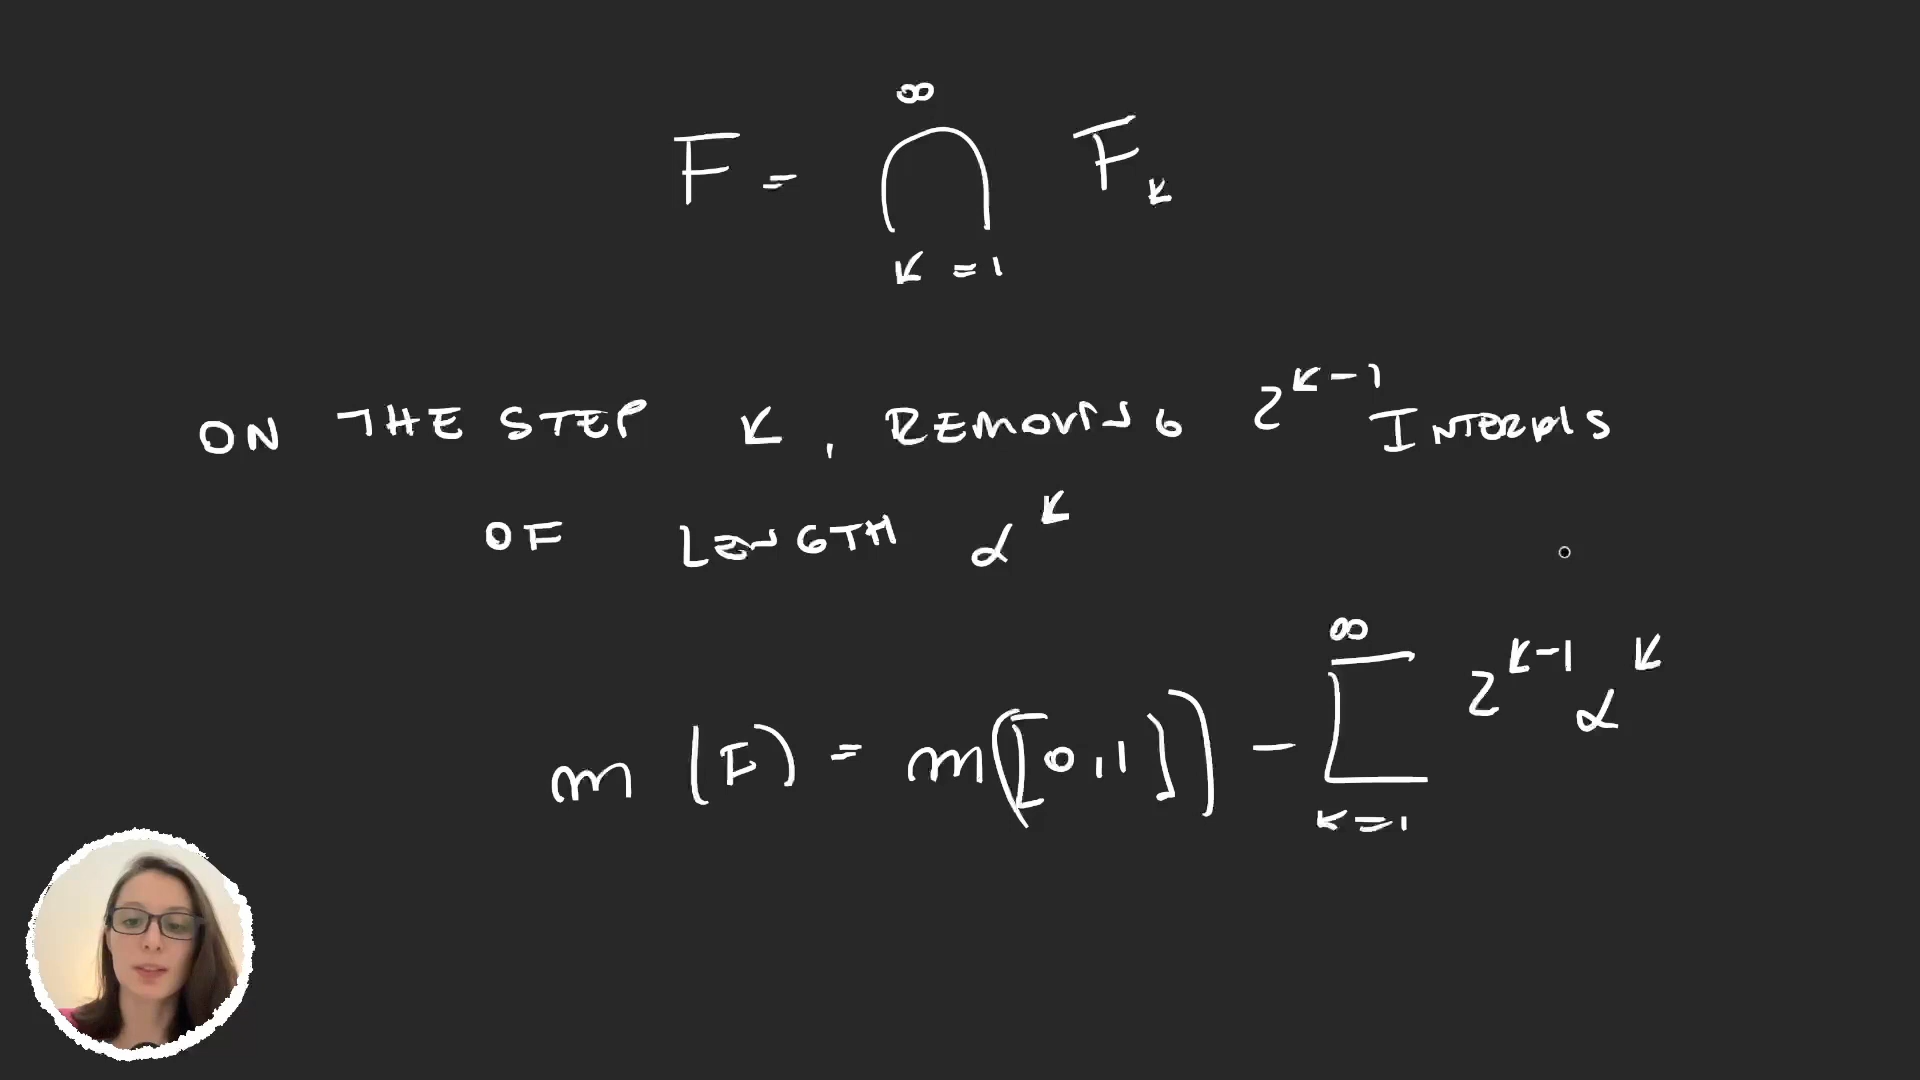 F = ∞ ⋂ k=1 F_k
ON THE STEP K, REMOVING 2^{K-1} INTERVALS
OF LENGTH α^K
m(F) = m([0,1]) - ∑_{k=1}^{∞} 2^{K-1} α^K